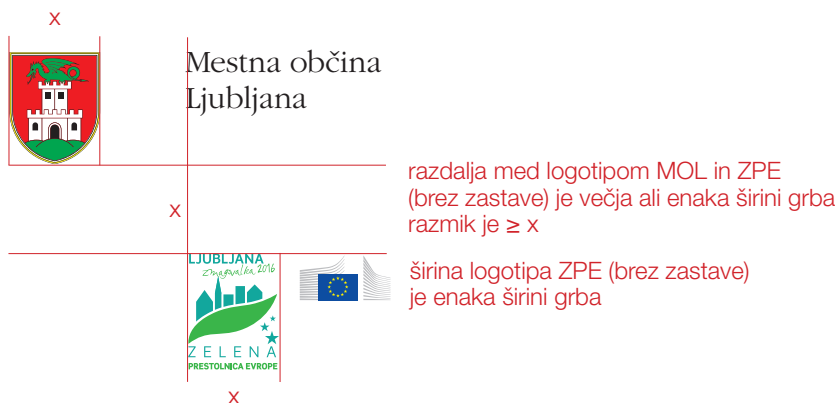 x
Mestna občina
Ljubljana
razdalja med logotipom MOL in ZPE
(brez zastave) je večja ali enaka širini grba
razmik je ≥ x
x
LJUBLJANA
Zmagovalka 2016
ZELENA
PRESTOLNICA EVROPE
širina logotipa ZPE (brez zastave)
je enaka širini grba
x